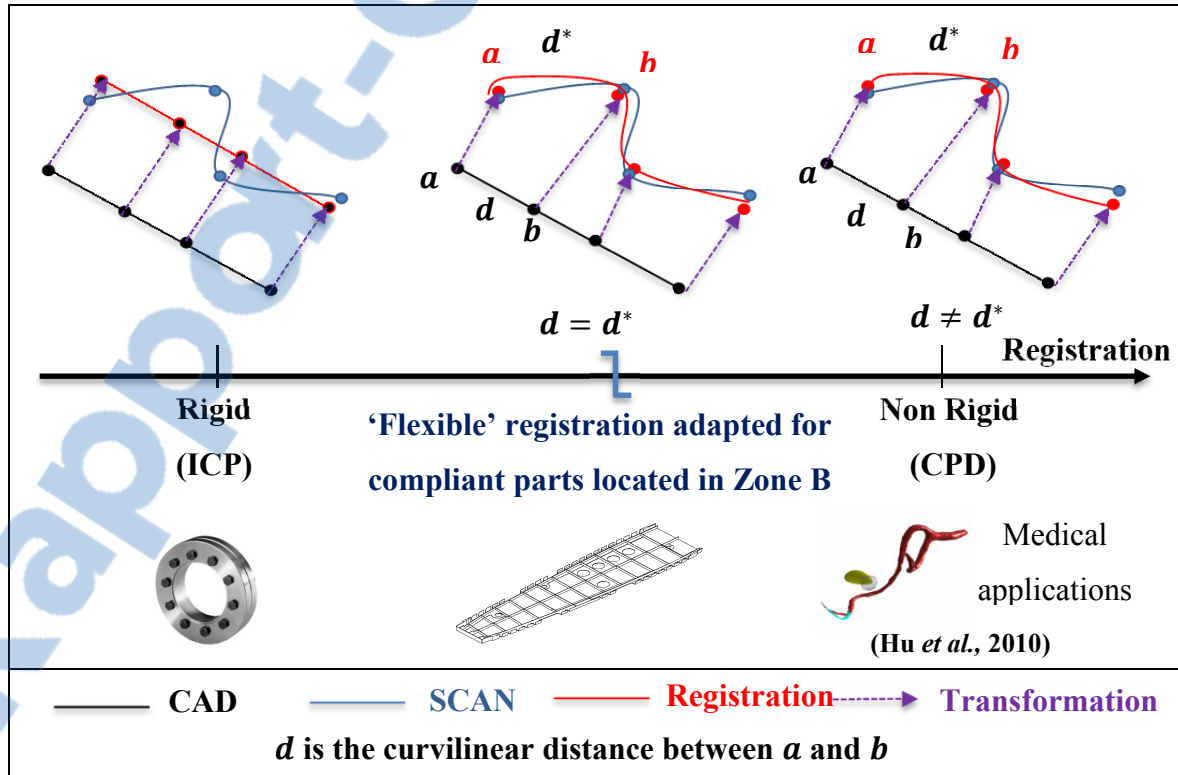 a d* b
a d* b
a
d
b
a
d
b
d = d*
d ≠ d*
Registration
Rigid
(ICP)
‘Flexible’ registration adapted for
compliant parts located in Zone B
Non Rigid
(CPD)
Medical
applications
(Hu et al., 2010)
CAD SCAN Registration Transformation
d is the curvilinear distance between a and b